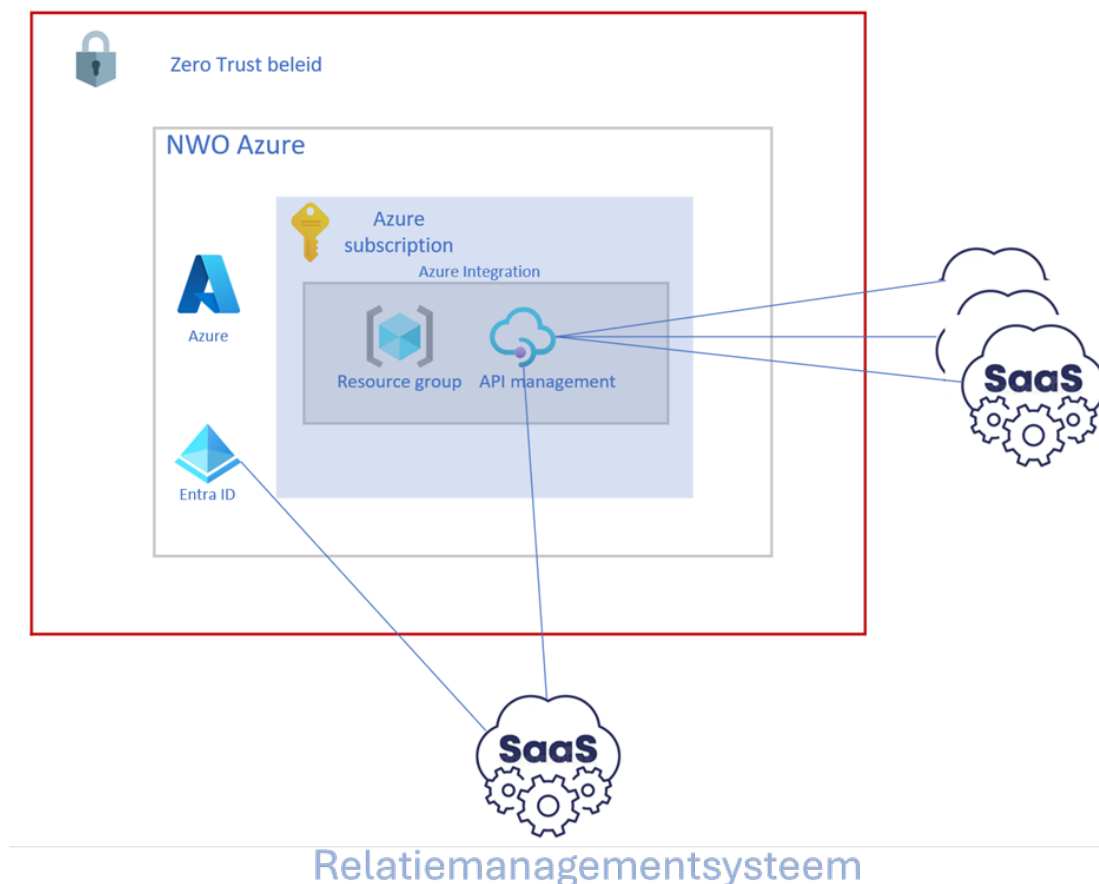 Zero Trust beleid
NWO Azure
Azure
subscription
Azure Integration
Azure
Resource group
API management
Entra ID
SaaS
SaaS
Relatiemanagementsysteem